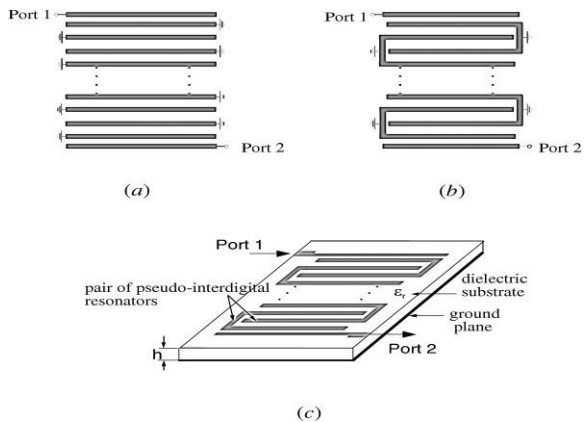 Port 1
Port 2
(a)
Port 1
Port 2
(b)
Port 1
pair of pseudo-interdigital
resonators
εr
dielectric
substrate
ground
plane
Port 2
h
(c)